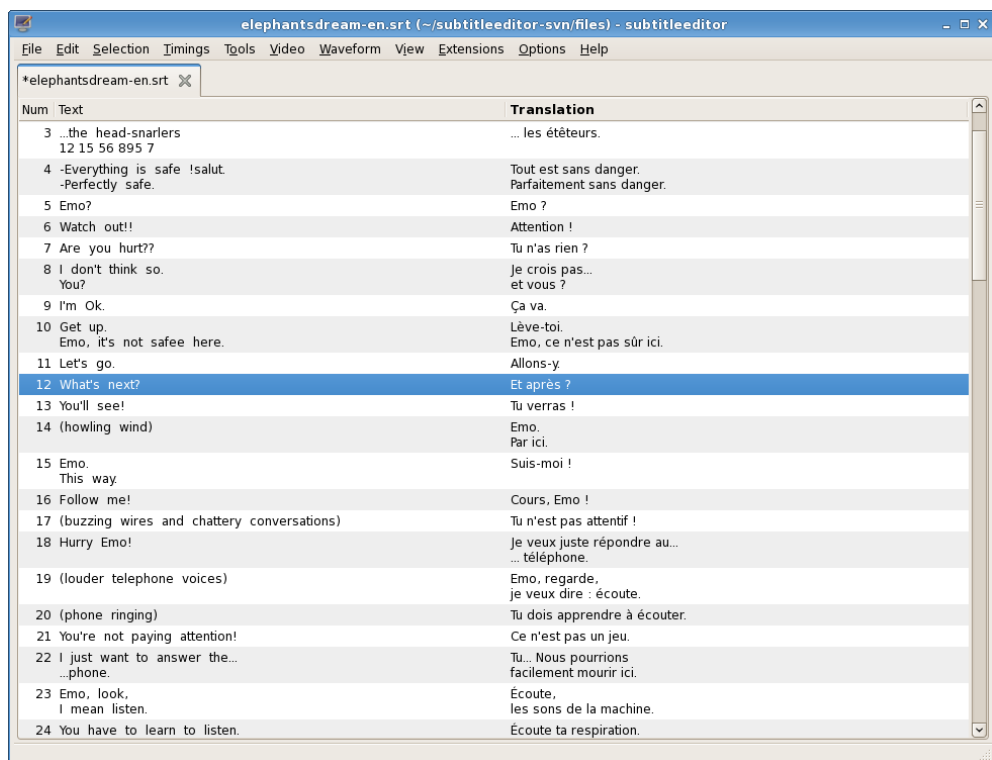 elephantsdream-en.srt (~/subtitleeditor-svn/files) - subtitleeditor
File Edit Selection Timings Tools Video Waveform View Extensions Options Help
*elephantsdream-en.srt
Num Text Translation
3 ...the head-snarlers ... les étêteurs.
12 15 56 895 7
4 -Everything is safe !salut. Tout est sans danger.
-Perfectly safe. Parfaitement sans danger.
5 Emo? Emo ?
6 Watch out!! Attention !
7 Are you hurt?? Tu n'as rien ?
8 I don't think so. Je crois pas...
You? et vous ?
9 I'm Ok. Ça va.
10 Get up. Lève-toi.
Emo, it's not safee here. Emo, ce n'est pas sûr ici.
11 Let's go. Allons-y.
12 What's next? Et après ?
13 You'll see! Tu verras !
14 (howling wind) Emo.
Par ici.
15 Emo. Suis-moi !
This way.
16 Follow me! Cours, Emo !
17 (buzzing wires and chattery conversations) Tu n'est pas attentif !
18 Hurry Emo! Je veux juste répondre au...
... téléphone.
19 (louder telephone voices) Emo, regarde,
je veux dire : écoute.
20 (phone ringing) Tu dois apprendre à écouter.
21 You're not paying attention! Ce n'est pas un jeu.
22 I just want to answer the... Tu... Nous pourrions
...phone. facilement mourir ici.
23 Emo, look, Écoute,
I mean listen. les sons de la machine.
24 You have to learn to listen. Écoute ta respiration.